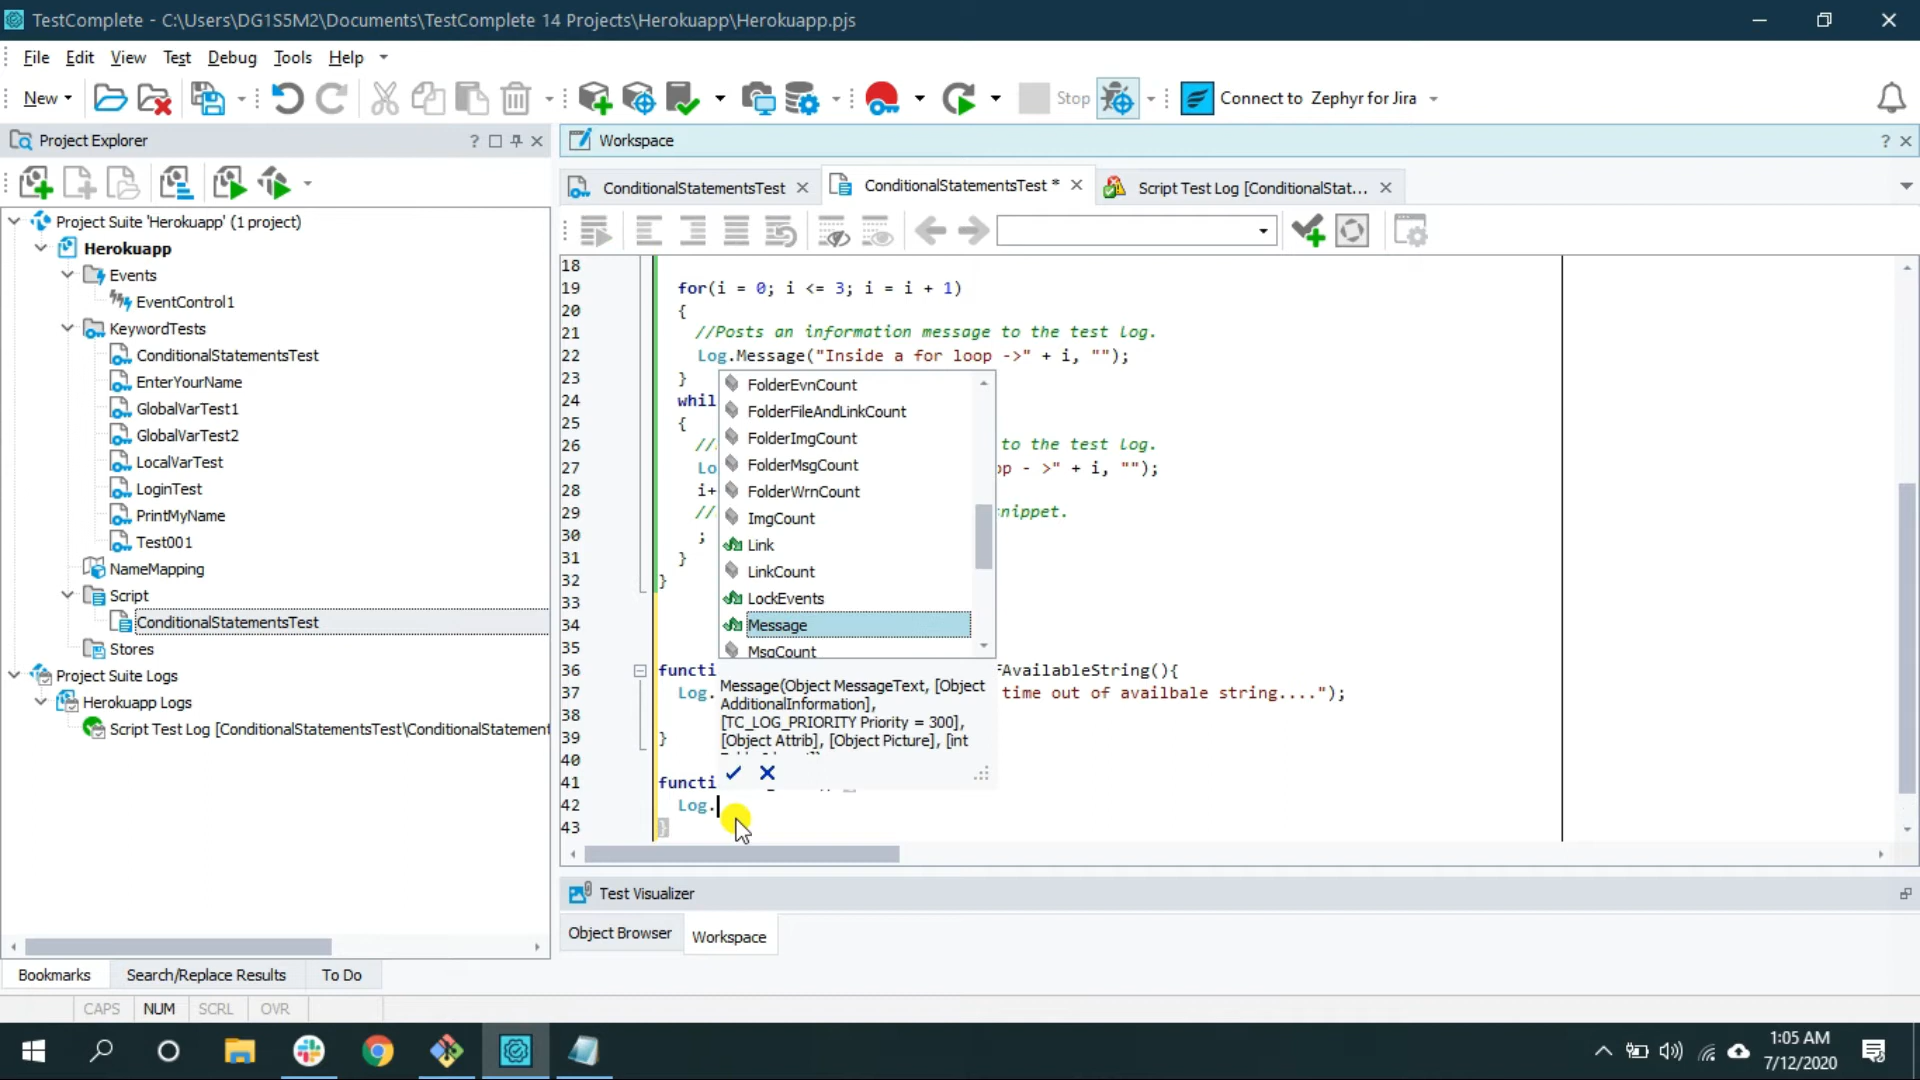 TestComplete - C:\Users\DG1S5M2\Documents\TestComplete 14 Projects\Herokuapp\Herokuapp.pjs
File Edit View Test Debug Tools Help
New Stop Connect to Zephyr for Jira
Project Explorer ?
Workspace ?
ConditionalStatementsTest ConditionalStatementsTest * Script Test Log [ConditionalStat...
Project Suite 'Herokuapp' (1 project)
Herokuapp
Events
EventControl1
KeywordTests
ConditionalStatementsTest
EnterYourName
GlobalVarTest1
GlobalVarTest2
LocalVarTest
LoginTest
PrintMyName
Test001
NameMapping
Script
ConditionalStatementsTest
Stores
Project Suite Logs
Herokuapp Logs
Script Test Log [ConditionalStatementsTest\ConditionalStatement
18
19 for(i = 0; i <= 3; i = i + 1)
20 {
21 //Posts an information message to the test log.
22 Log.Message("Inside a for loop ->" + i, "");
23 }
24 whil
25 {
26 // to the test log.
27 Lo op - >" + i, "");
28 i+
29 // nippet.
30 ;
31 }
32 }
33
34
35
36 functi FAvailableString(){
37 Log. time out of availbale string....");
38
39 }
40
41 functi
42 Log.
43 }
FolderEvnCount
FolderFileAndLinkCount
FolderImgCount
FolderMsgCount
FolderWrnCount
ImgCount
Link
LinkCount
LockEvents
Message
MsgCount
Message(Object MessageText, [Object
AdditionalInformation],
[TC_LOG_PRIORITY Priority = 300],
[Object Attrib], [Object Picture], [int
Test Visualizer
Object Browser Workspace
Bookmarks Search/Replace Results To Do
CAPS NUM SCRL OVR
1:05 AM
7/12/2020